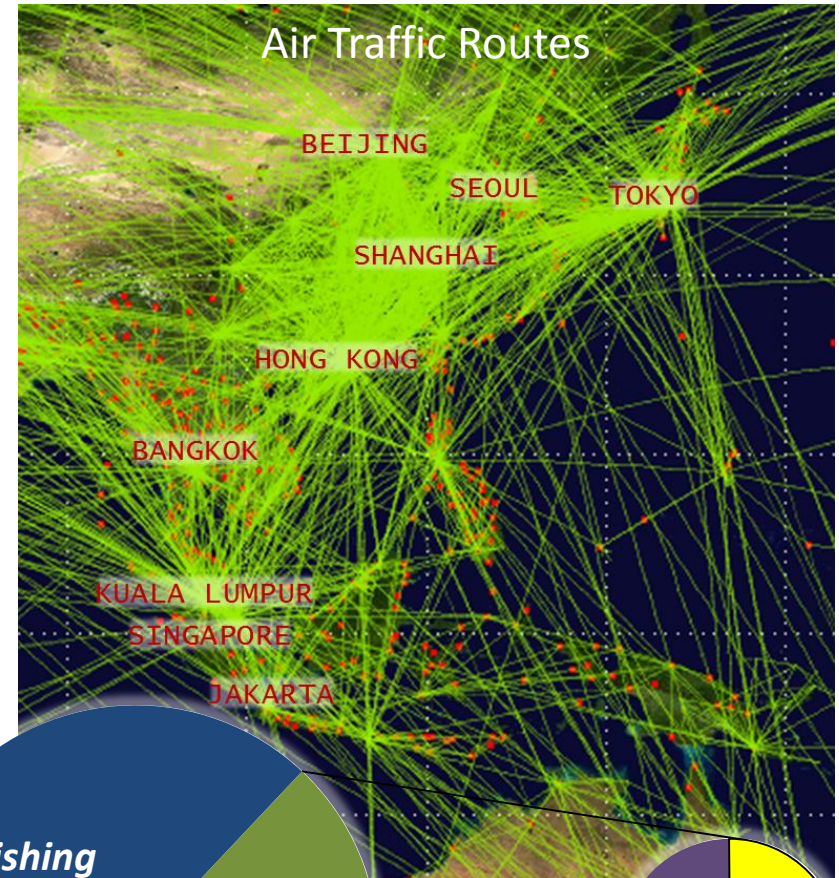 Air Traffic Routes
BEIJING
SEOUL
TOKYO
SHANGHAI
HONG KONG
BANGKOK
KUALA LUMPUR
SINGAPORE
JAKARTA